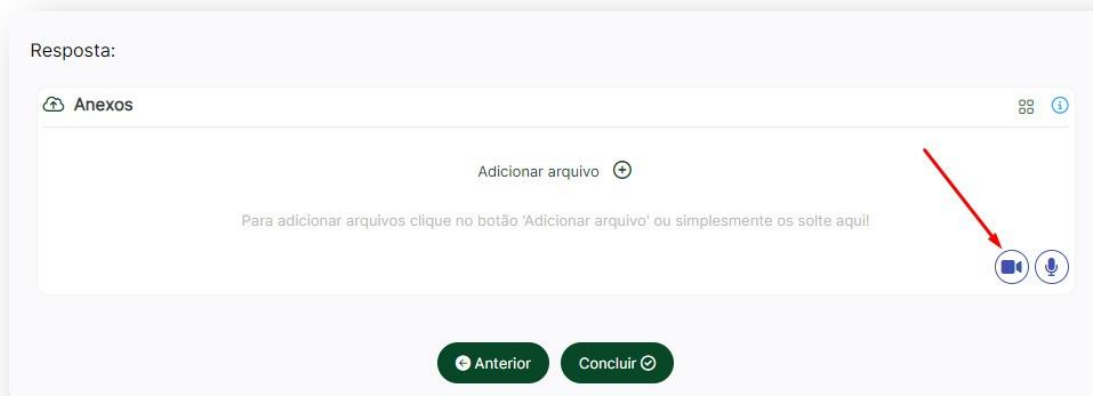 Resposta:
Anexos
Adicionar arquivo
Para adicionar arquivos clique no botão 'Adicionar arquivo' ou simplesmente os solte aqui!
Anterior
Concluir